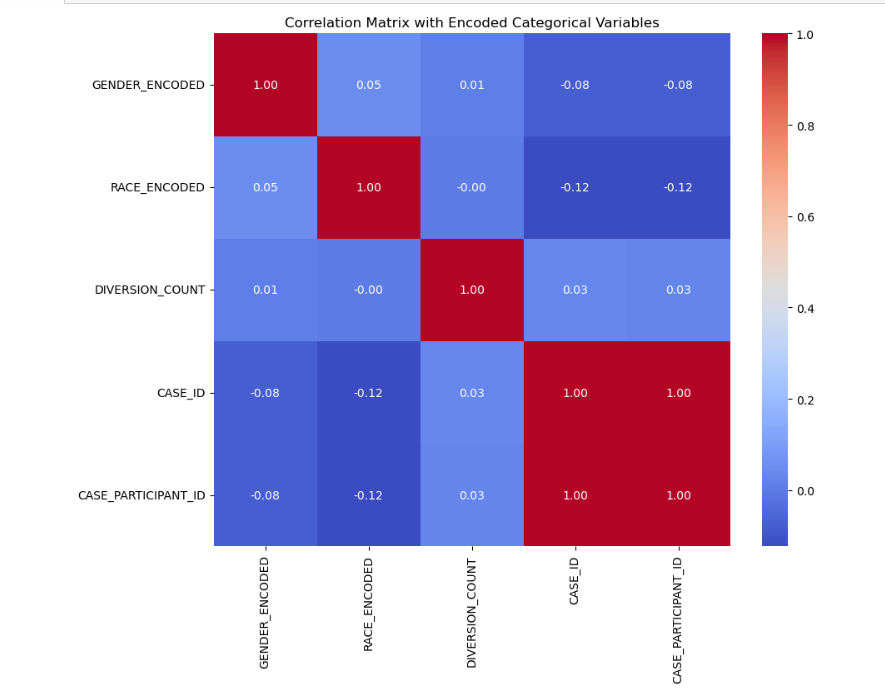 Correlation Matrix with Encoded Categorical Variables
GENDER_ENCODED 1.00 0.05 0.01 -0.08 -0.08
RACE_ENCODED 0.05 1.00 -0.00 -0.12 -0.12
DIVERSION_COUNT 0.01 -0.00 1.00 0.03 0.03
CASE_ID -0.08 -0.12 0.03 1.00 1.00
CASE_PARTICIPANT_ID -0.08 -0.12 0.03 1.00 1.00
GENDER_ENCODED
RACE_ENCODED
DIVERSION_COUNT
CASE_ID
CASE_PARTICIPANT_ID
1.0
0.8
0.6
0.4
0.2
0.0